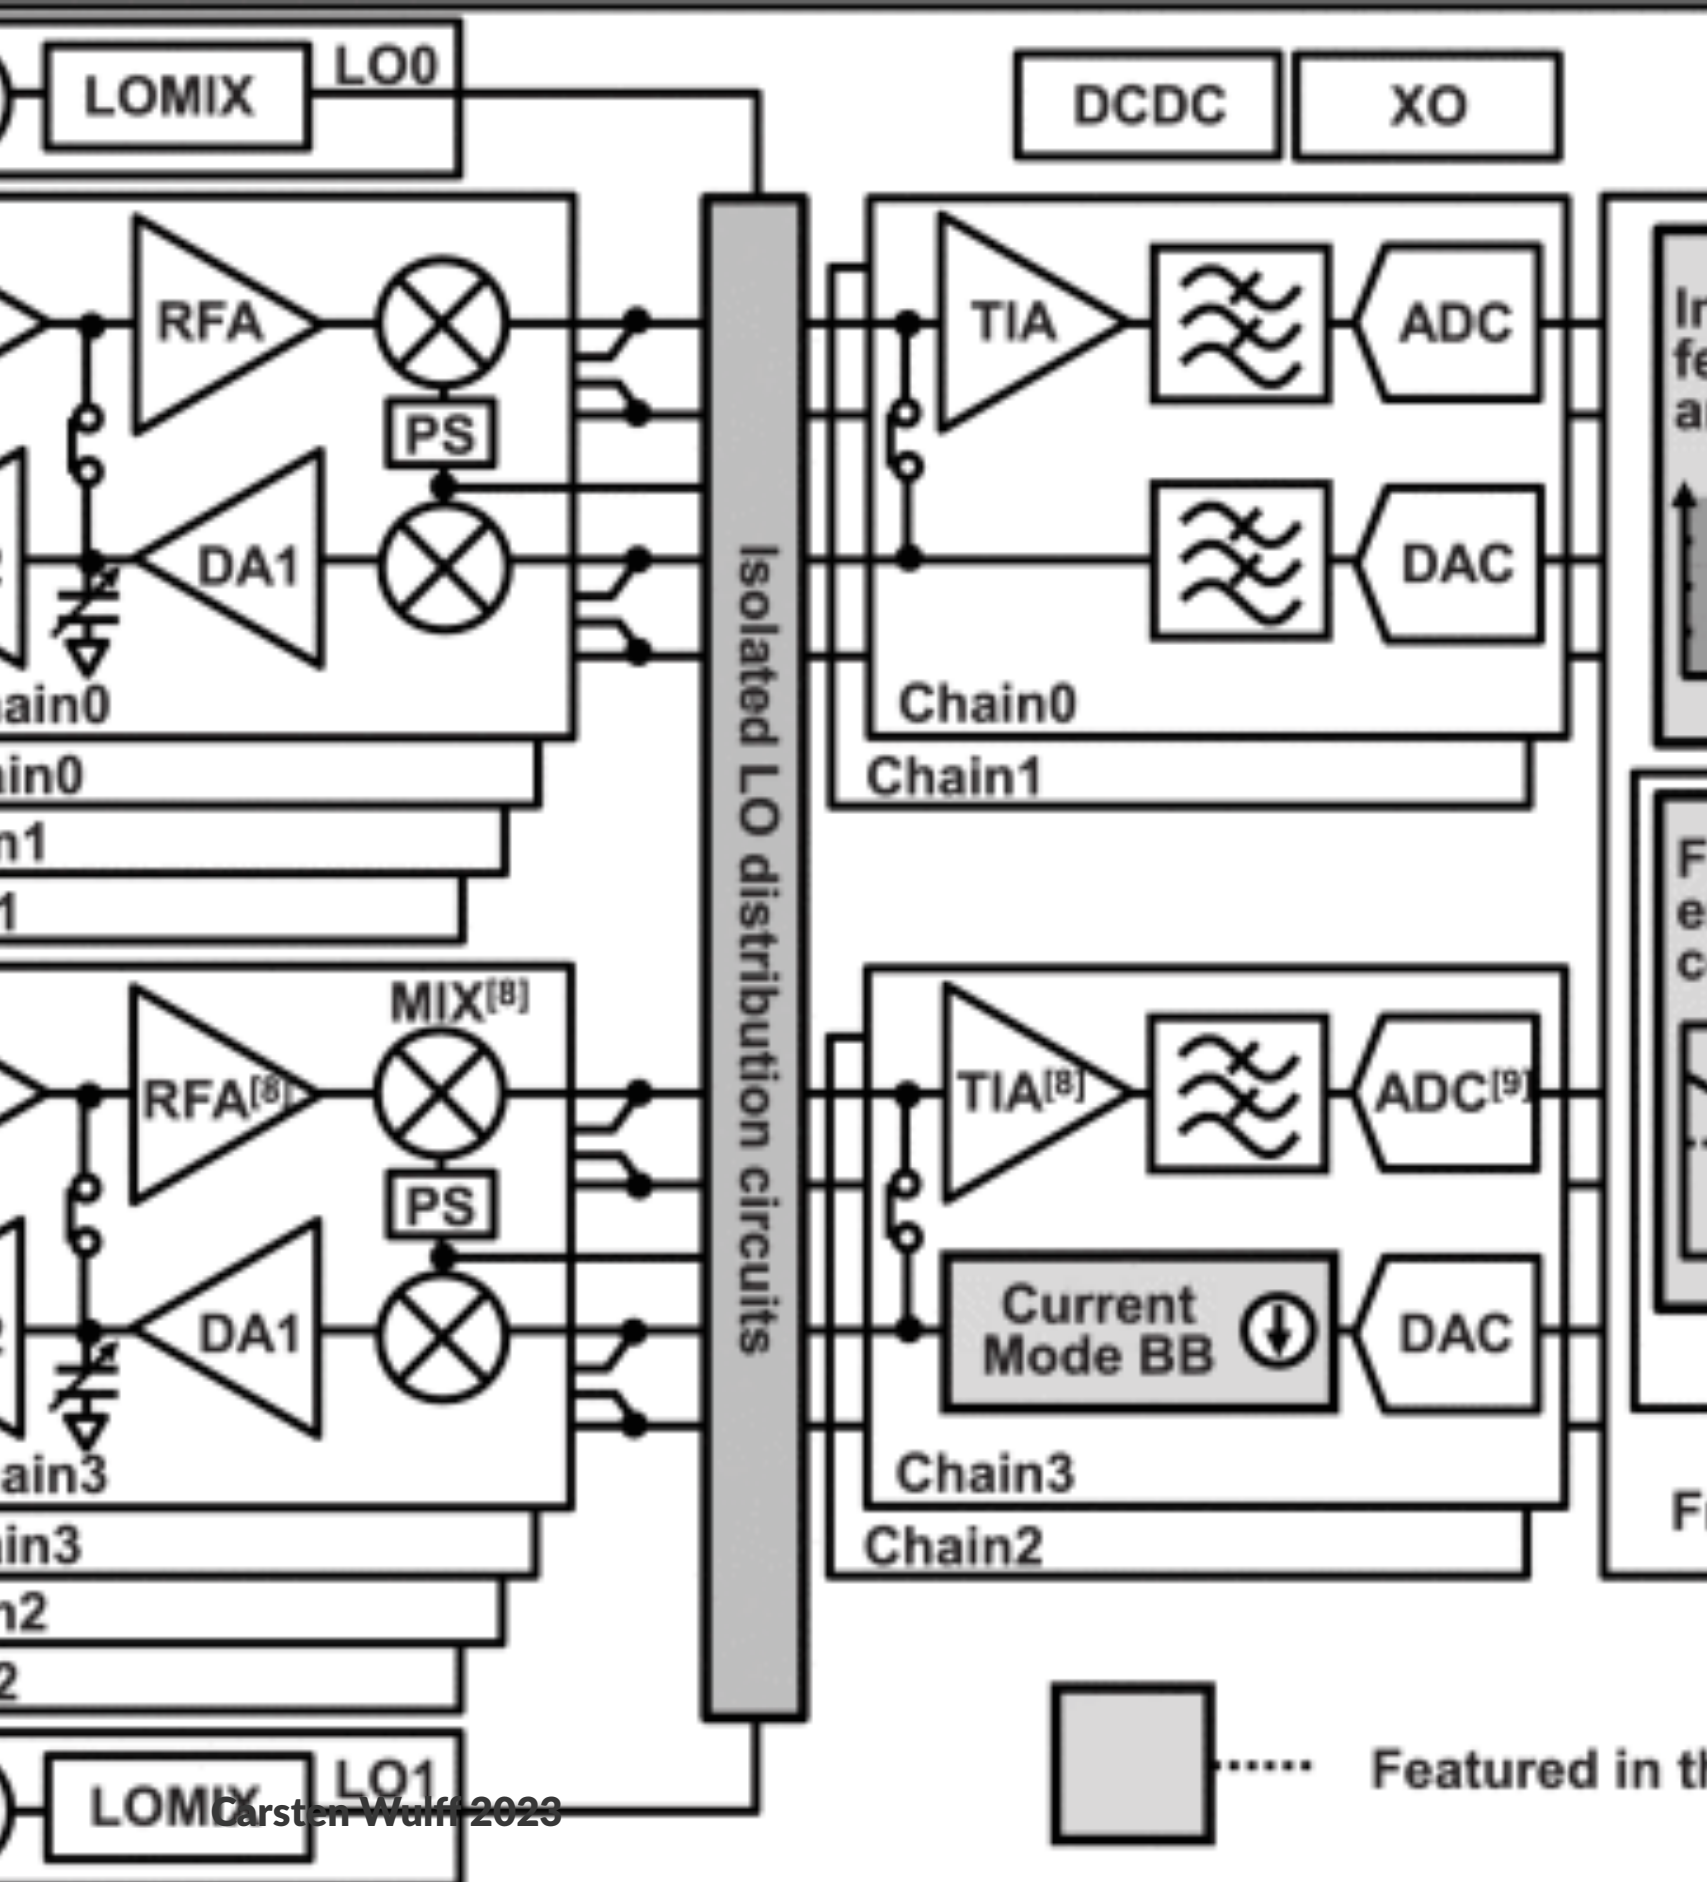 LOMIX
LO0
DCDC
XO
RFA
PS
DA1
TIA
ADC
DAC
Chain0
Chain1
Isolated LO distribution circuits
MIX[8]
RFA[8]
PS
DA1
TIA[8]
ADC[9]
Current
Mode BB
DAC
Chain3
Chain2
LOMIX
LO1
Carsten Wulff 2023
Featured in